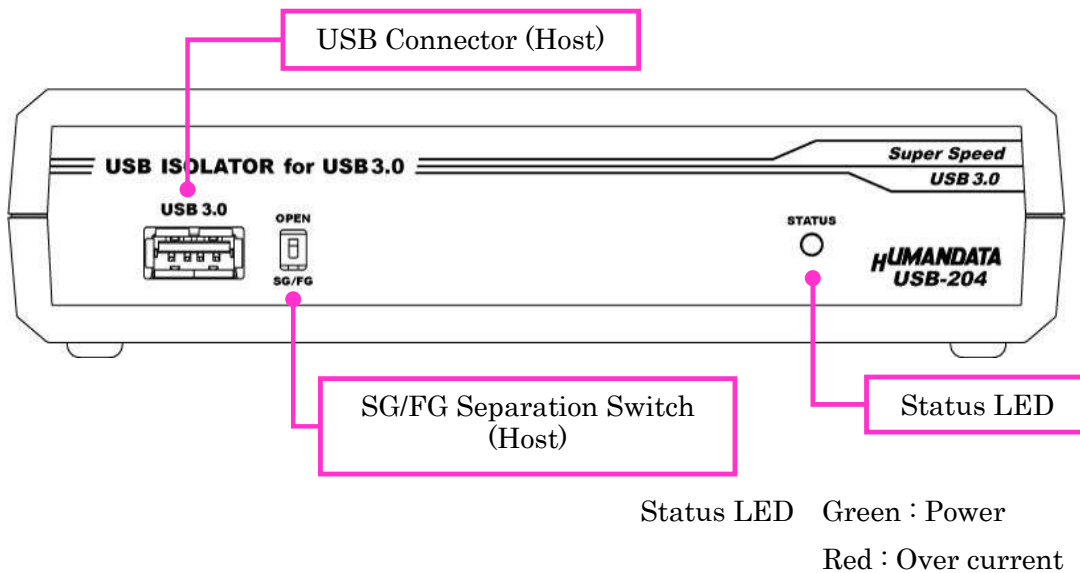 USB Connector (Host)
USB ISOLATOR for USB3.0
Super Speed
USB 3.0
USB 3.0
OPEN
SG/FG
STATUS
HUMANDATA
USB-204
SG/FG Separation Switch
(Host)
Status LED
Status LED Green : Power
Red : Over current